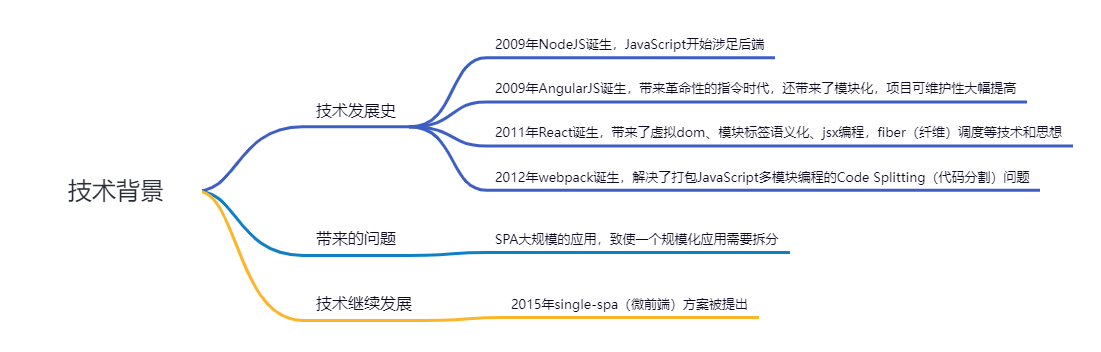 技术背景
技术发展史
2009年NodeJS诞生，JavaScript开始涉足后端
2009年AngularJS诞生，带来革命性的指令时代，还带来了模块化，项目可维护性大幅提高
2011年React诞生，带来了虚拟dom、模块标签语义化、jsx编程，fiber（纤维）调度等技术和思想
2012年webpack诞生，解决了打包JavaScript多模块编程的Code Splitting（代码分割）问题
带来的问题
SPA大规模的应用，致使一个规模化应用需要拆分
技术继续发展
2015年single-spa（微前端）方案被提出